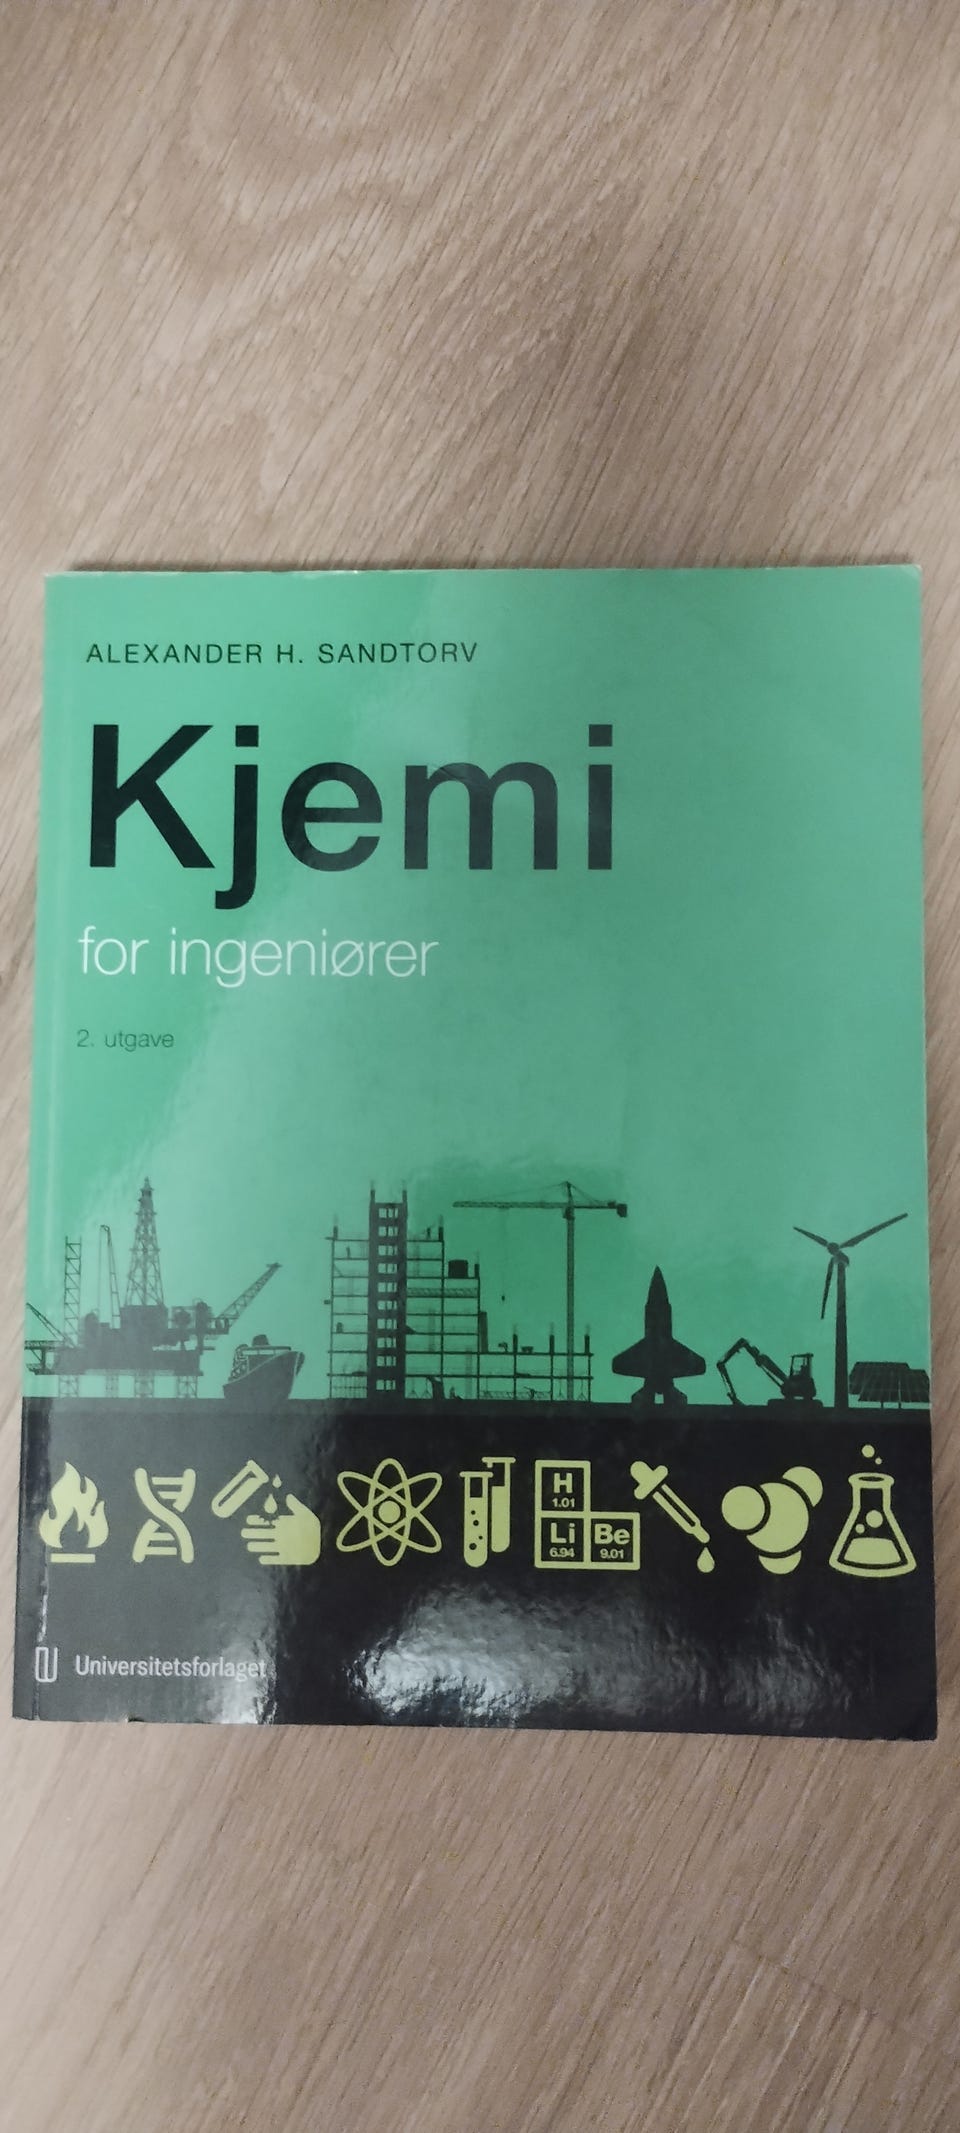 ALEXANDER H. SANDTORV
Kjemi
for ingeniører
2. utgave
H
1.01
Li
6.94
Be
9.01
Universitetsforlaget